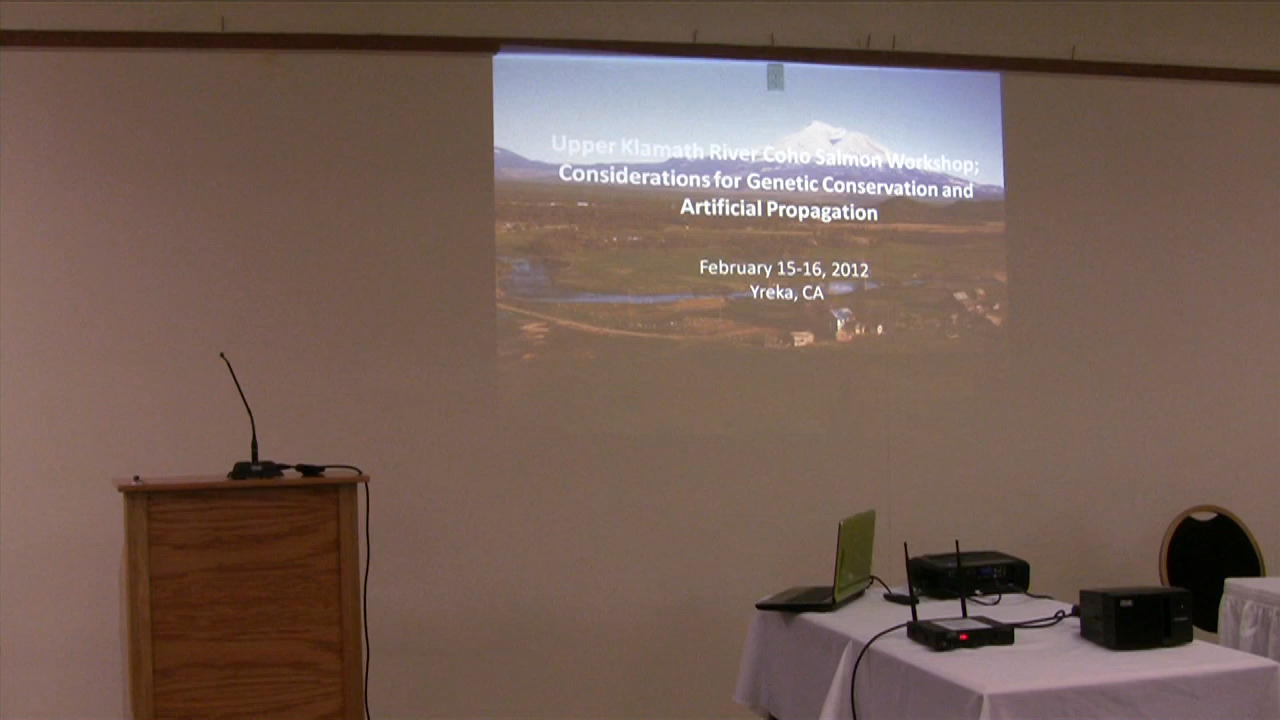 Upper Klamath River Coho Salmon Workshop;
Considerations for Genetic Conservation and
Artificial Propagation
February 15-16, 2012
Yreka, CA